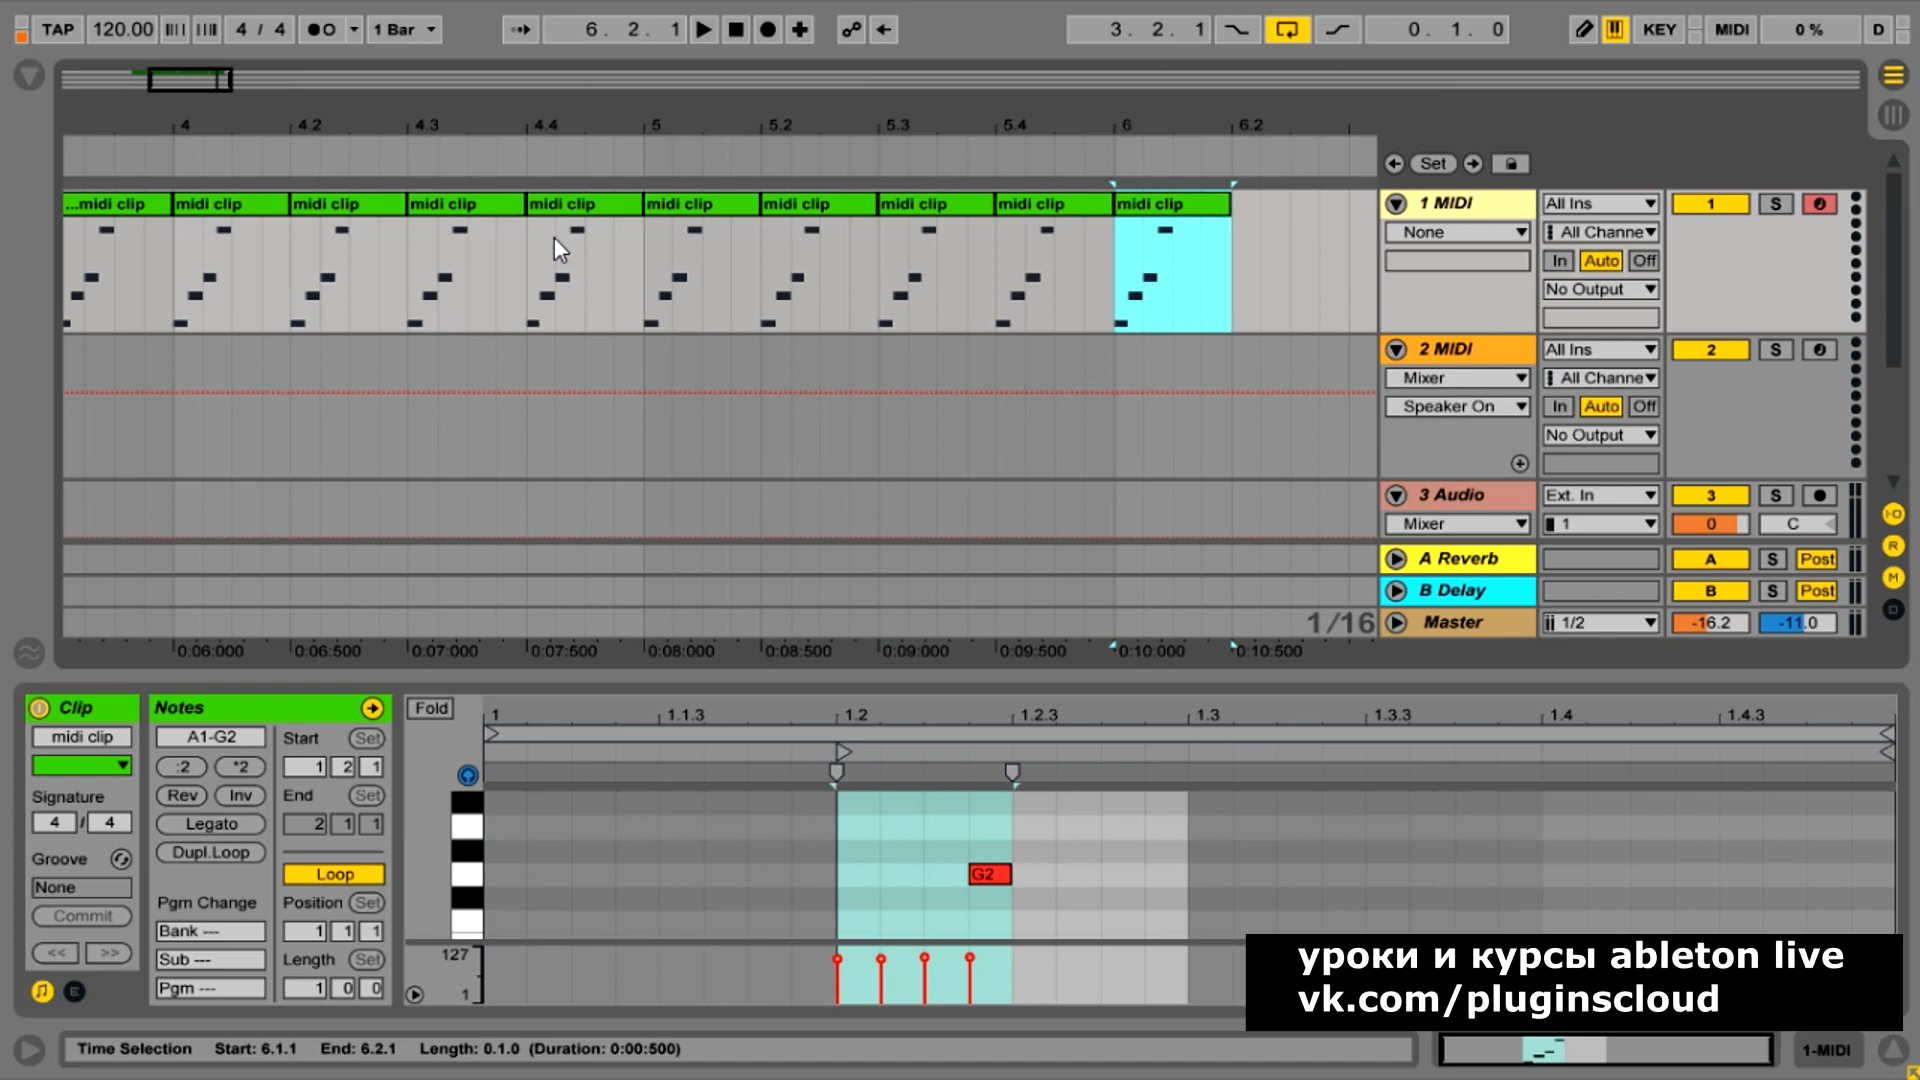 TAP 120.00 4 / 4 1 Bar 6. 2. 1 3. 2. 1 0. 1. 0 KEY MIDI 0 % D
4 4.2 4.3 4.4 5 5.2 5.3 5.4 6 6.2
Set
...midi clip midi clip midi clip midi clip midi clip midi clip midi clip midi clip midi clip midi clip
1 MIDI All Ins 1 S
None All Channe
In Auto Off
No Output
2 MIDI All Ins 2 S
Mixer All Channe
Speaker On In Auto Off
No Output
3 Audio Ext. In 3 S
Mixer 1 0 C
I·O
R
M
D
A Reverb A S Post
B Delay B S Post
1/16 Master 1/2 -16.2 -11.0
0:06:000 0:06:500 0:07:000 0:07:500 0:08:000 0:08:500 0:09:000 0:09:500 0:10:000 0:10:500
Clip Notes Fold 1 1.1.3 1.2 1.2.3 1.3 1.3.3 1.4 1.4.3
midi clip A1-G2 Start Set
:2 *2 1 2 1
Signature Rev Inv End Set
4 / 4 Legato 2 1 1
Dupl.Loop
Groove Loop
None
Commit Pgm Change Position Set
Bank --- 1 1 1
<< >> Sub --- Length Set
E Pgm --- 1 0 0
G2
127
1
уроки и курсы ableton live
vk.com/pluginscloud
Time Selection Start: 6.1.1 End: 6.2.1 Length: 0.1.0 (Duration: 0:00:500) 1-MIDI